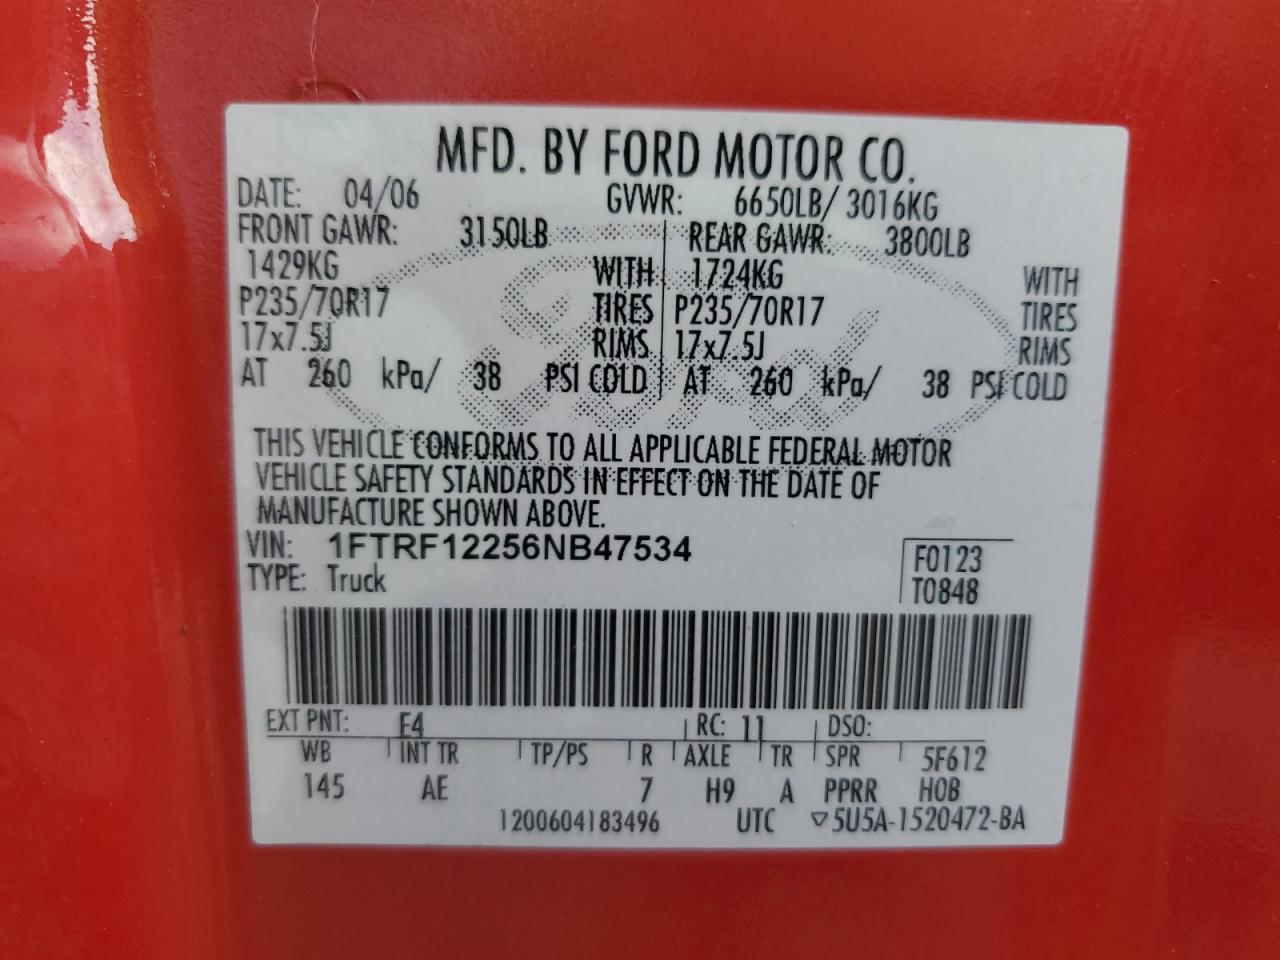 MFD. BY FORD MOTOR CO.
DATE: 04/06 GVWR: 6650LB/ 3016KG
FRONT GAWR: 3150LB REAR GAWR: 3800LB
1429KG WITH 1724KG WITH
P235/70R17 TIRES P235/70R17 TIRES
17x7.5J RIMS 17x7.5J RIMS
AT 260 kPa/ 38 PSI COLD AT 260 kPa/ 38 PSI COLD
Ford
THIS VEHICLE CONFORMS TO ALL APPLICABLE FEDERAL MOTOR
VEHICLE SAFETY STANDARDS IN EFFECT ON THE DATE OF
MANUFACTURE SHOWN ABOVE.
VIN: 1FTRF12256NB47534
TYPE: Truck
F0123
T0848
EXT PNT: E4 RC: 11 DSO:
WB INT TR TP/PS R AXLE TR SPR 5F612
145 AE 7 H9 A PPRR HOB
1200604183496 UTC ▽5U5A-1520472-BA